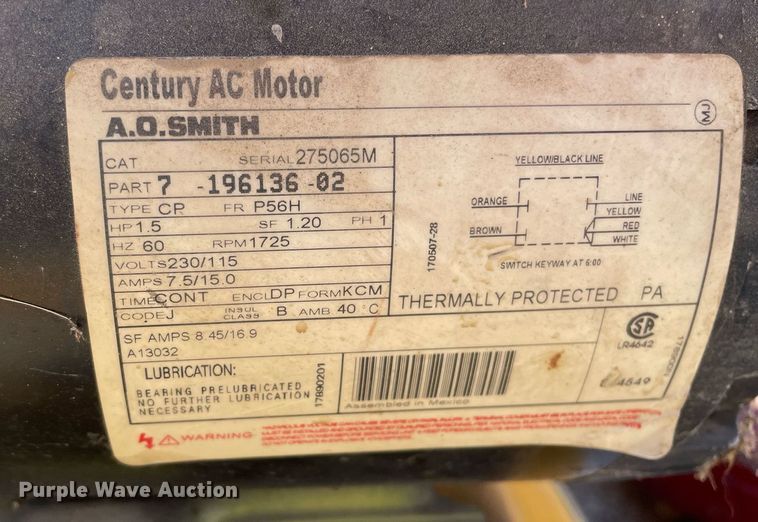 Century AC Motor
A.O.SMITH
MJ
CAT SERIAL 275065M
PART 7 -196136-02
TYPE CP FR P56H
HP 1.5 SF 1.20 PH 1
HZ 60 RPM 1725
VOLTS 230/115
AMPS 7.5/15.0
TIME CONT ENCL DP FORM KCM
CODE J INSUL CLASS B AMB 40 °C
SF AMPS 8.45/16.9
A13032
LUBRICATION:
BEARING PRELUBRICATED
NO FURTHER LUBRICATION
NECESSARY
17890201
170507-28
YELLOW/BLACK LINE
ORANGE
BROWN
LINE
YELLOW
RED
WHITE
SWITCH KEYWAY AT 6:00
THERMALLY PROTECTED PA
SA
LR4642
4649
Assembled in Mexico
WARNING
Purple Wave Auction